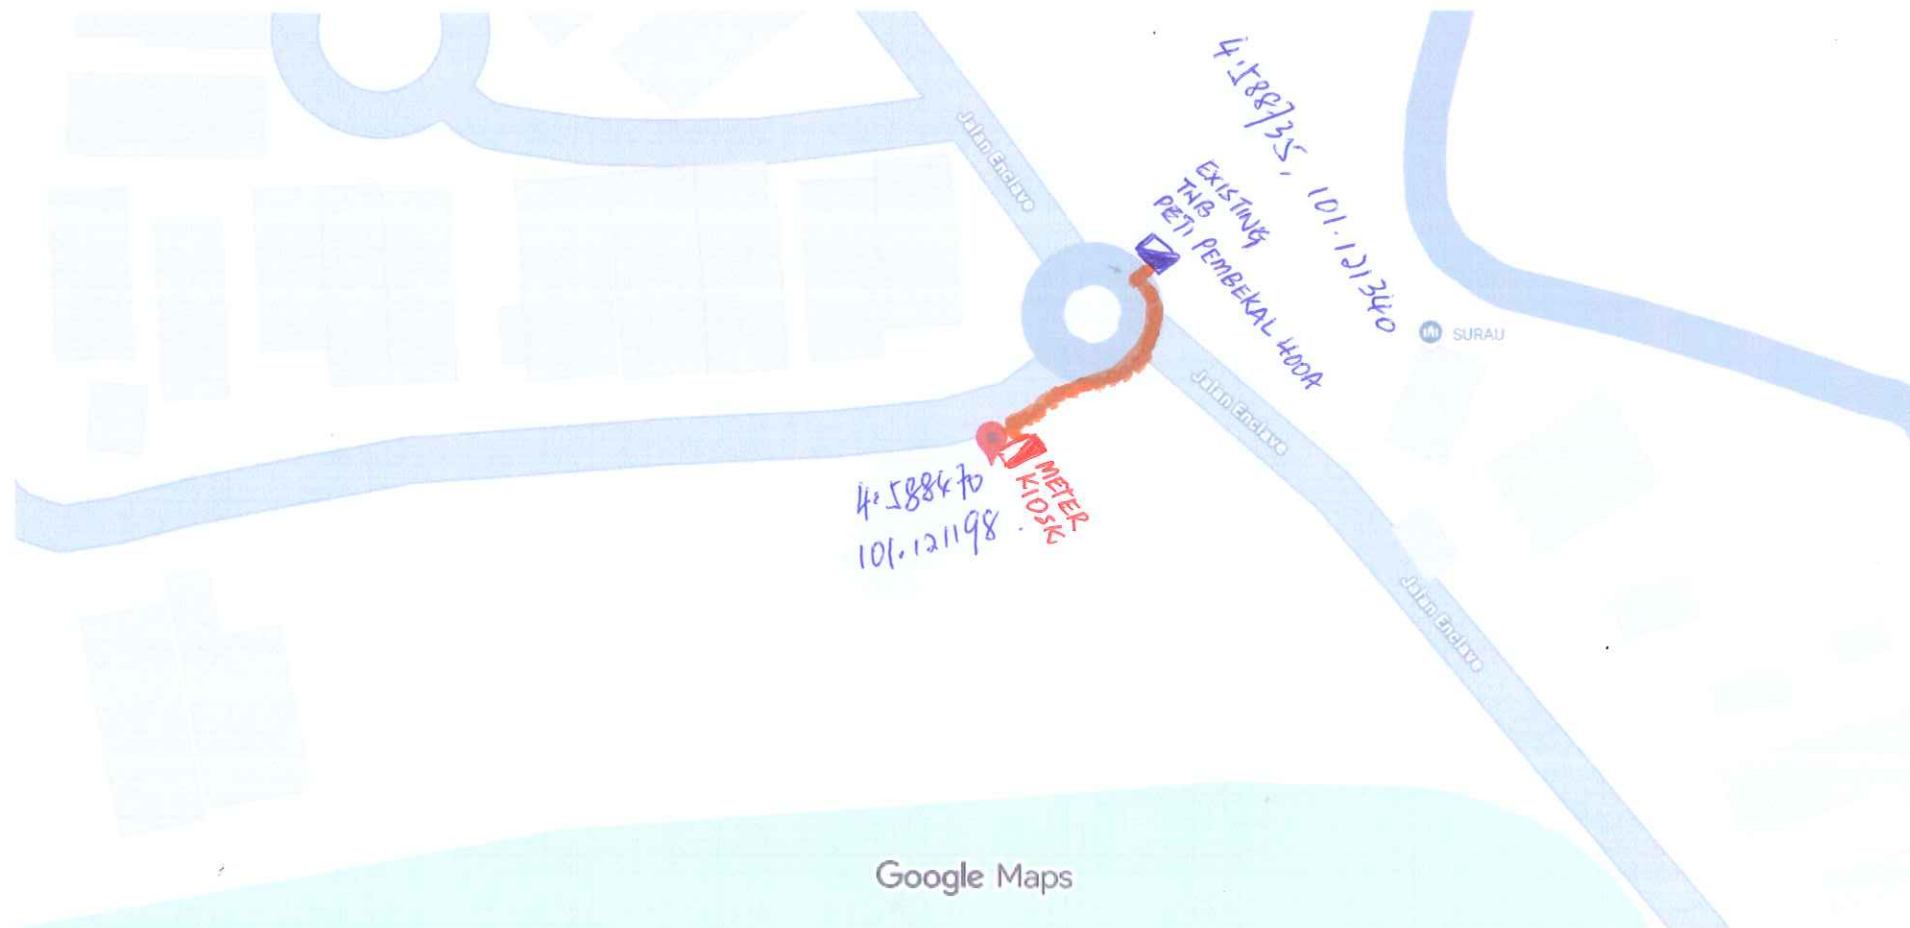 Jalan Enclave
4.588735, 101.121340
EXISTING
TNB
PETI PEMBEKAL 400A
SURAU
Jalan Enclave
4.588470
101.121198
METER
KIOSK
Jalan Enclave
Google Maps